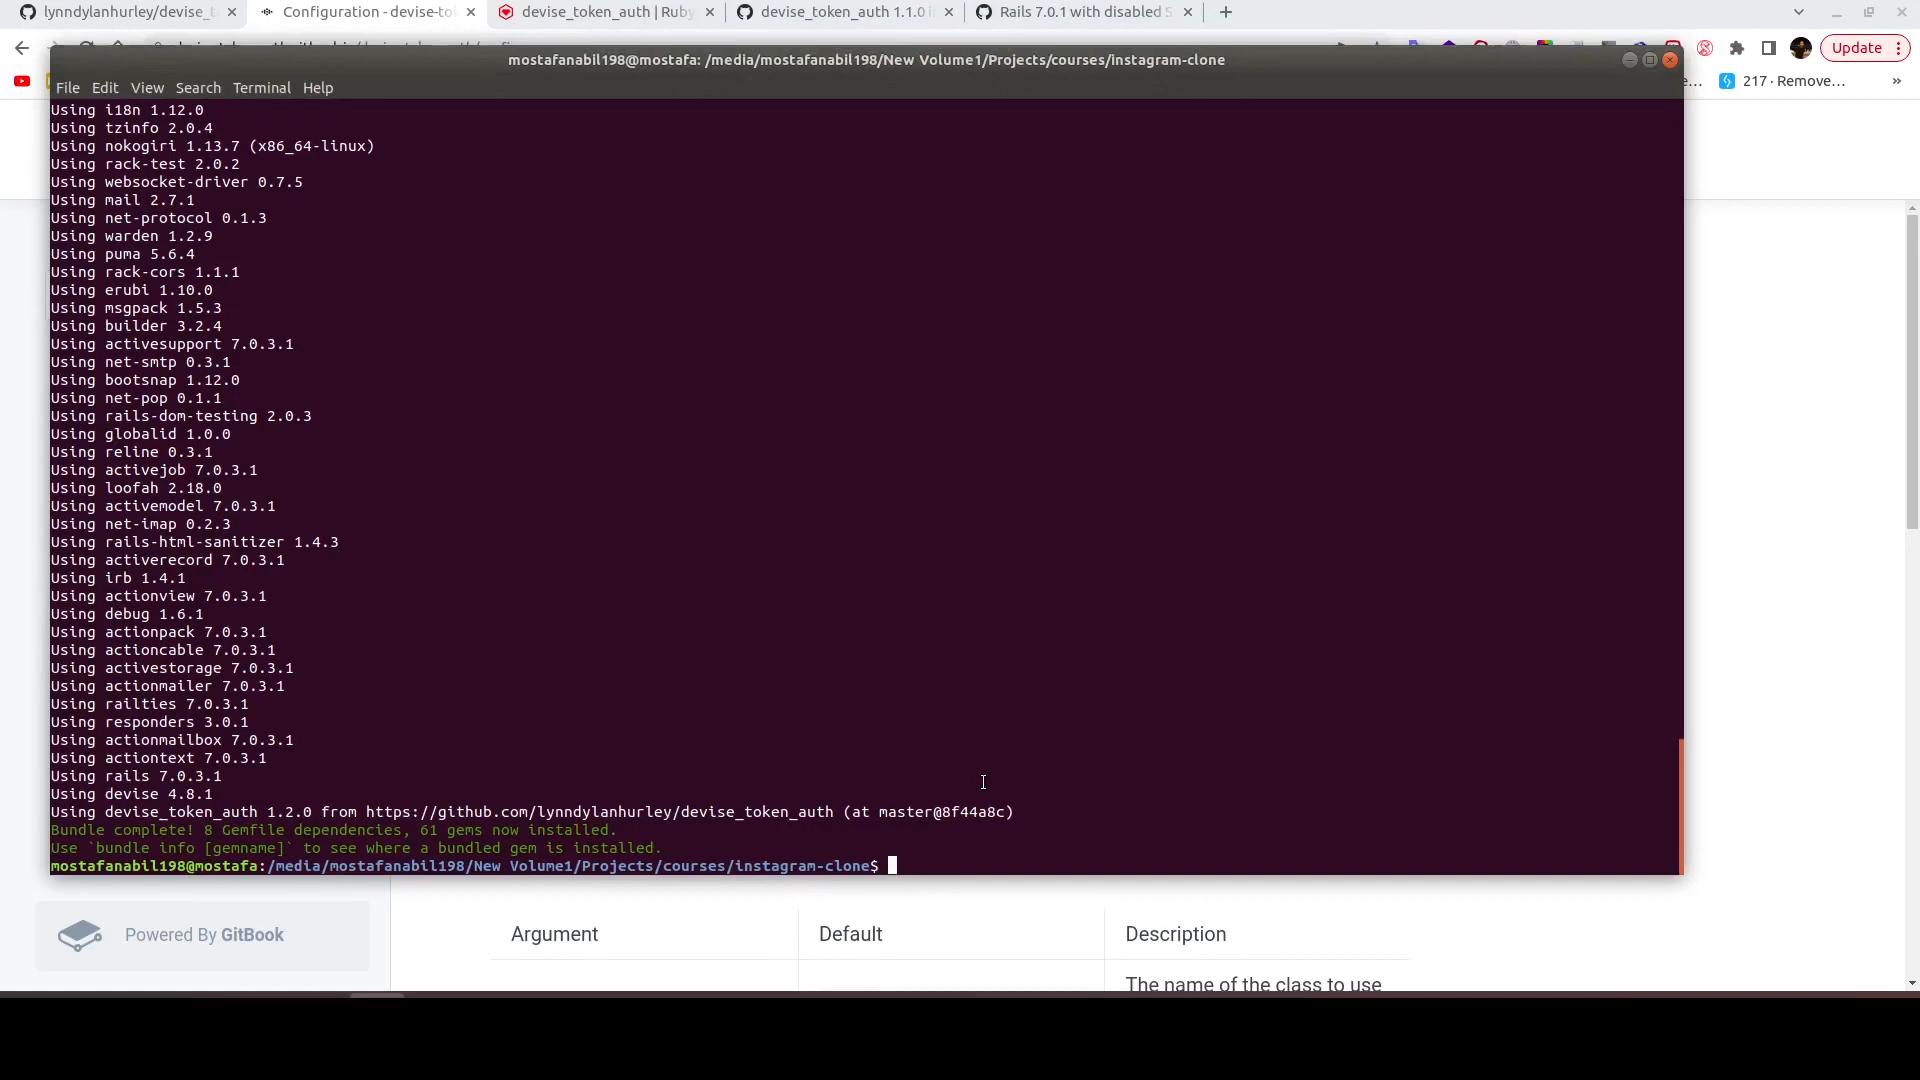 lynndylanhurley/devise_t
Configuration - devise-to
devise_token_auth | Ruby
devise_token_auth 1.1.0 i
Rails 7.0.1 with disabled S
Update
217 · Remove...
»
mostafanabil198@mostafa: /media/mostafanabil198/New Volume1/Projects/courses/instagram-clone
File Edit View Search Terminal Help
Using i18n 1.12.0
Using tzinfo 2.0.4
Using nokogiri 1.13.7 (x86_64-linux)
Using rack-test 2.0.2
Using websocket-driver 0.7.5
Using mail 2.7.1
Using net-protocol 0.1.3
Using warden 1.2.9
Using puma 5.6.4
Using rack-cors 1.1.1
Using erubi 1.10.0
Using msgpack 1.5.3
Using builder 3.2.4
Using activesupport 7.0.3.1
Using net-smtp 0.3.1
Using bootsnap 1.12.0
Using net-pop 0.1.1
Using rails-dom-testing 2.0.3
Using globalid 1.0.0
Using reline 0.3.1
Using activejob 7.0.3.1
Using loofah 2.18.0
Using activemodel 7.0.3.1
Using net-imap 0.2.3
Using rails-html-sanitizer 1.4.3
Using activerecord 7.0.3.1
Using irb 1.4.1
Using actionview 7.0.3.1
Using debug 1.6.1
Using actionpack 7.0.3.1
Using actioncable 7.0.3.1
Using activestorage 7.0.3.1
Using actionmailer 7.0.3.1
Using railties 7.0.3.1
Using responders 3.0.1
Using actionmailbox 7.0.3.1
Using actiontext 7.0.3.1
Using rails 7.0.3.1
Using devise 4.8.1
Using devise_token_auth 1.2.0 from https://github.com/lynndylanhurley/devise_token_auth (at master@8f44a8c)
Bundle complete! 8 Gemfile dependencies, 61 gems now installed.
Use `bundle info [gemname]` to see where a bundled gem is installed.
mostafanabil198@mostafa:/media/mostafanabil198/New Volume1/Projects/courses/instagram-clone$
Powered By GitBook
Argument Default Description
The name of the class to use